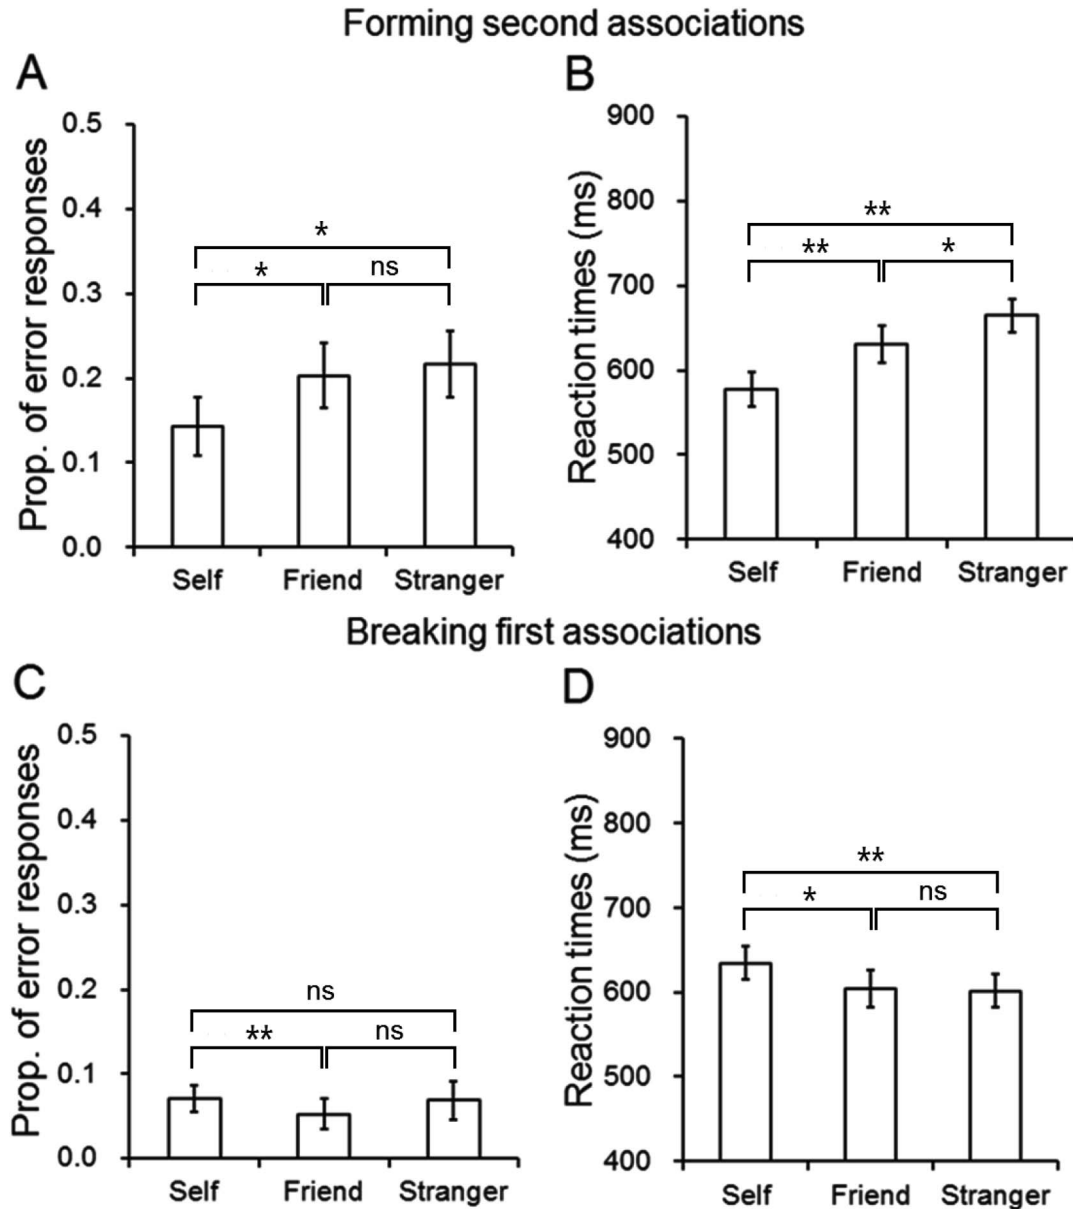 Forming second associations
A
Prop. of error responses
0.5
0.4
0.3
0.2
0.1
0.0
*
*
ns
Self
Friend
Stranger
B
Reaction times (ms)
900
800
700
600
500
400
**
**
*
Self
Friend
Stranger
Breaking first associations
C
Prop. of error responses
0.5
0.4
0.3
0.2
0.1
0.0
ns
**
ns
Self
Friend
Stranger
D
Reaction times (ms)
900
800
700
600
500
400
**
*
ns
Self
Friend
Stranger